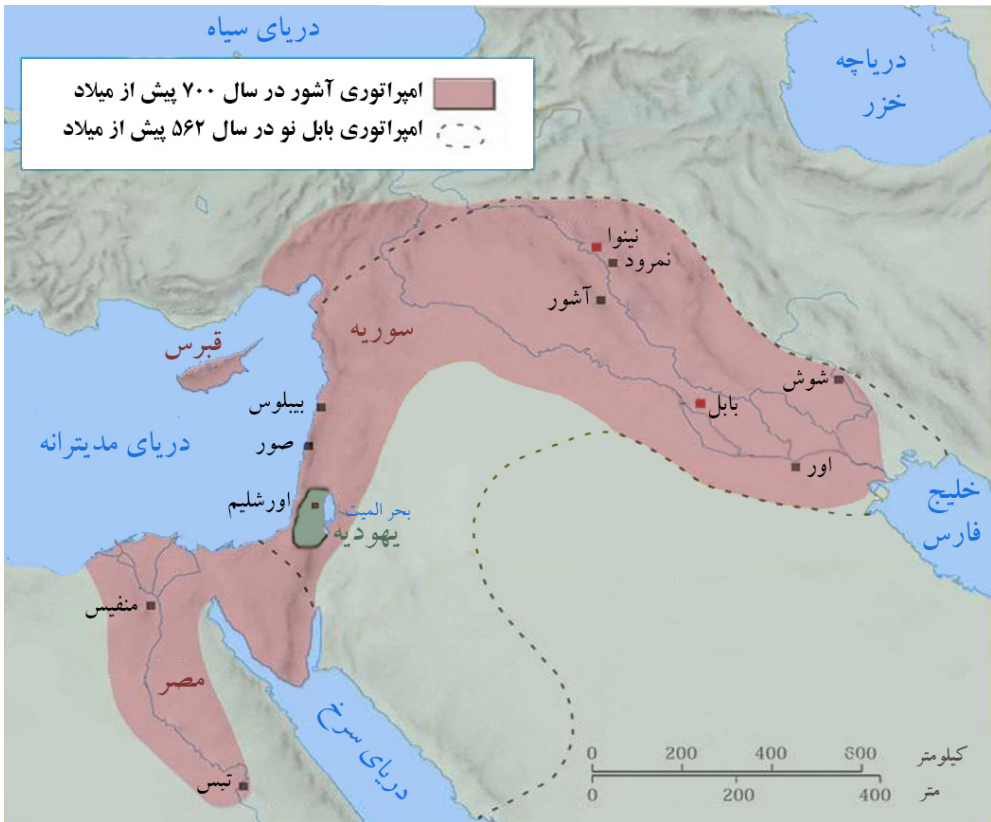 دریای سیاه
دریاچه
خزر
امپراتوری آشور در سال ۷۰۰ پیش از میلاد
امپراتوری بابل نو در سال ۵۶۲ پیش از میلاد
نینوا
نمرود
آشور
سوریه
قبرس
شوش
بابل
بیبلوس
صور
دریای مدیترانه
اور
خلیج
فارس
اورشلیم
بحر المیت
یهودیه
منفیس
مصر
تبس
دریای سرخ
0 200 400 600 کیلومتر
0 200 400 متر